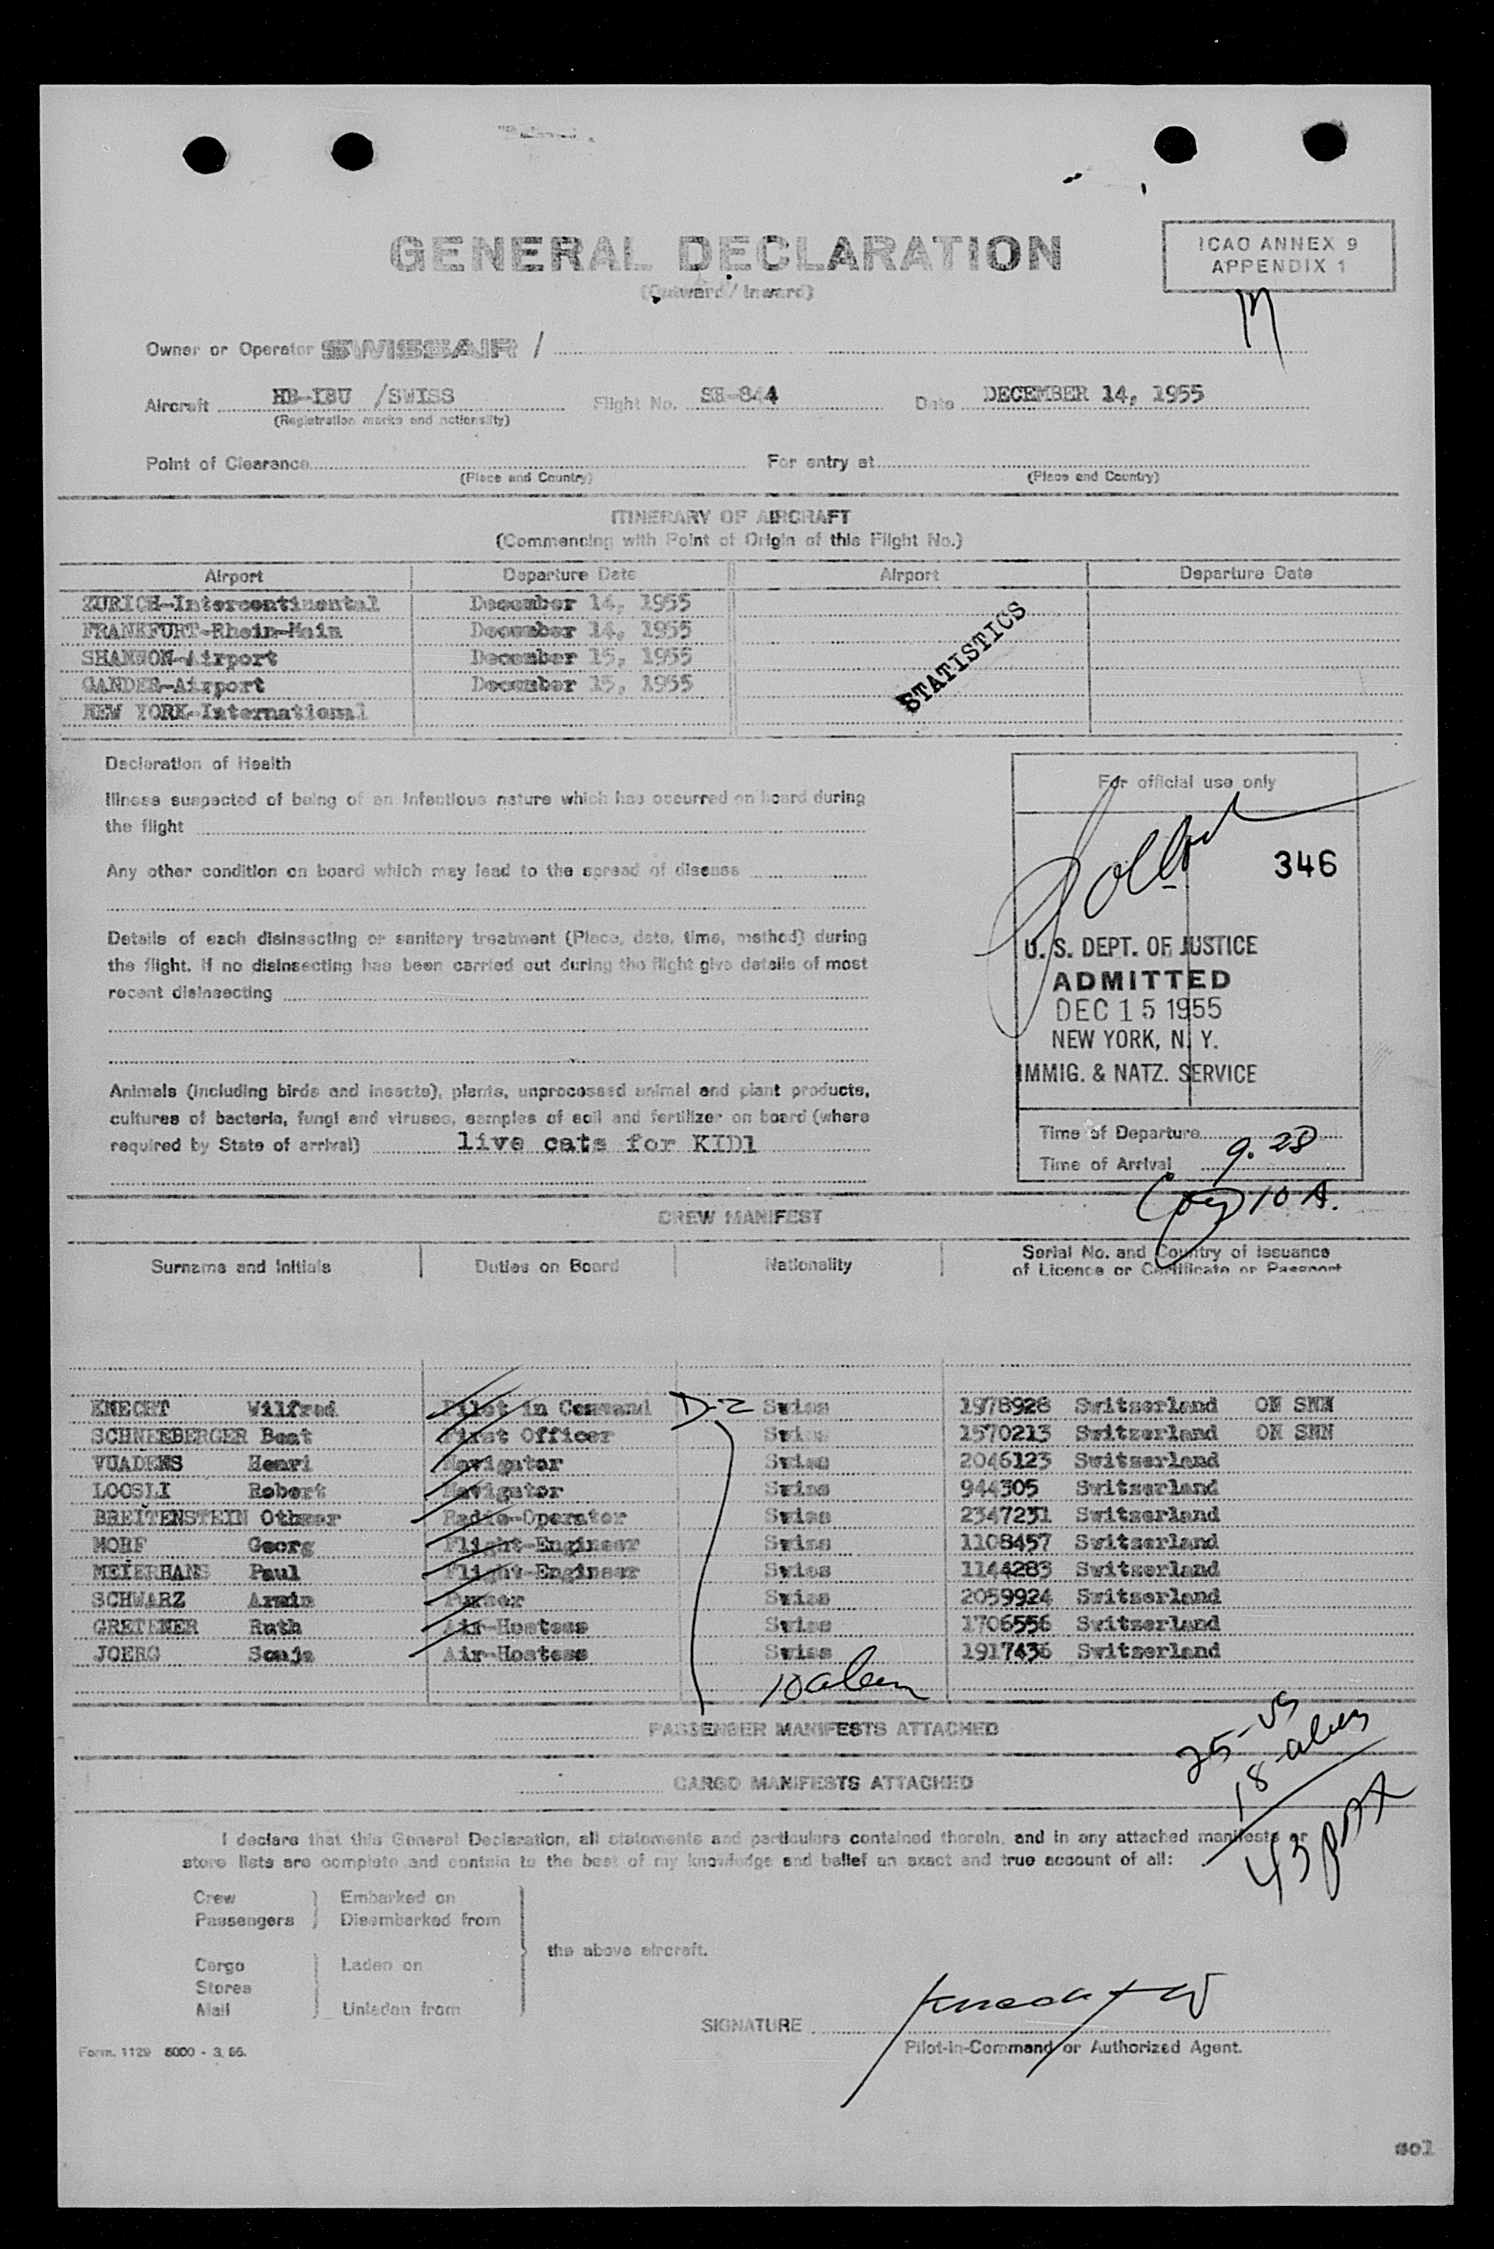 GENERAL DECLARATION
(Outward / Inward)
ICAO ANNEX 9
APPENDIX 1
Owner or Operator SWISSAIR /
Aircraft HB-IBU /SWISS Flight No. SR-844 Date DECEMBER 14, 1955
(Registration marks and nationality)
Point of Clearance For entry at
(Place and Country) (Place and Country)
ITINERARY OF AIRCRAFT
(Commencing with Point of Origin of this Flight No.)
Airport Departure Date Airport Departure Date
ZURICH-Intercontinental December 14, 1955
FRANKFURT-Rhein-Main December 14, 1955
SHANNON-Airport December 15, 1955
GANDER-Airport December 15, 1955
NEW YORK-International
STATISTICS
Declaration of Health
Illness suspected of being of an infectious nature which has occurred on board during
the flight
Any other condition on board which may lead to the spread of disease
Details of each disinsecting or sanitary treatment (Place, date, time, method) during
the flight. If no disinsecting has been carried out during the flight give details of most
recent disinsecting
Animals (including birds and insects), plants, unprocessed animal and plant products,
cultures of bacteria, fungi and viruses, samples of soil and fertilizer on board (where
required by State of arrival) live cats for KIDl
For official use only
346
U. S. DEPT. OF JUSTICE
ADMITTED
DEC 15 1955
NEW YORK, N. Y.
IMMIG. & NATZ. SERVICE
Time of Departure
Time of Arrival 9.28
10 A.
CREW MANIFEST
Surname and Initials Duties on Board Nationality Serial No. and Country of Issuance
of Licence or Certificate or Passport
KNECHT Wilfred Pilot in Command D-2 Swiss 1978928 Switzerland ON SNN
SCHNEEBERGER Beat First Officer Swiss 1570213 Switzerland ON SNN
VUADENS Henri Navigator Swiss 2046123 Switzerland
LOOSLI Robert Navigator Swiss 944305 Switzerland
BREITENSTEIN Othmar Radio-Operator Swiss 2347231 Switzerland
MORF Georg Flight-Engineer Swiss 1108457 Switzerland
MEIERHANS Paul Flight-Engineer Swiss 1144283 Switzerland
SCHWARZ Armin Purser Swiss 2059924 Switzerland
GRETENER Ruth Air-Hostess Swiss 1706556 Switzerland
JOERG Sonja Air-Hostess Swiss 1917436 Switzerland
10 alien
PASSENGER MANIFESTS ATTACHED
25-US
18-aliens
43 pax
CARGO MANIFESTS ATTACHED
I declare that this General Declaration, all statements and particulars contained therein, and in any attached manifests or
store lists are complete and contain to the best of my knowledge and belief an exact and true account of all:
Crew Embarked on
Passengers Disembarked from
the above aircraft.
Cargo Laden on
Stores
Mail Unladen from
SIGNATURE Knecht W
Pilot-in-Command or Authorized Agent.
Form. 1129 5000 - 3. 55.
sol